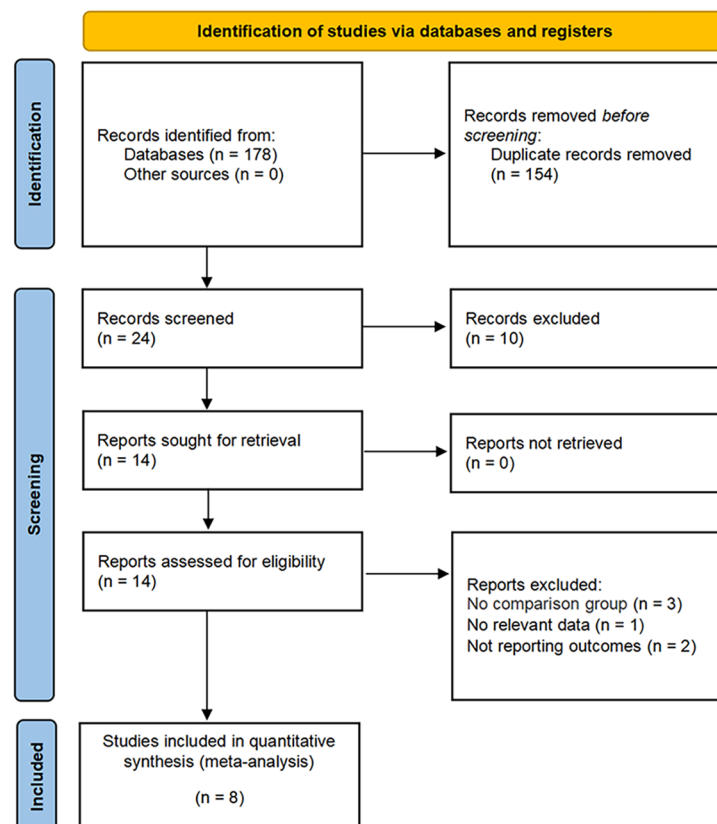 Identification of studies via databases and registers
Identification
Records identified from:
Databases (n = 178)
Other sources (n = 0)
Records removed before
screening:
Duplicate records removed
(n = 154)
Screening
Records screened
(n = 24)
Records excluded
(n = 10)
Reports sought for retrieval
(n = 14)
Reports not retrieved
(n = 0)
Reports assessed for eligibility
(n = 14)
Reports excluded:
No comparison group (n = 3)
No relevant data (n = 1)
Not reporting outcomes (n = 2)
Included
Studies included in quantitative
synthesis (meta-analysis)
(n = 8)